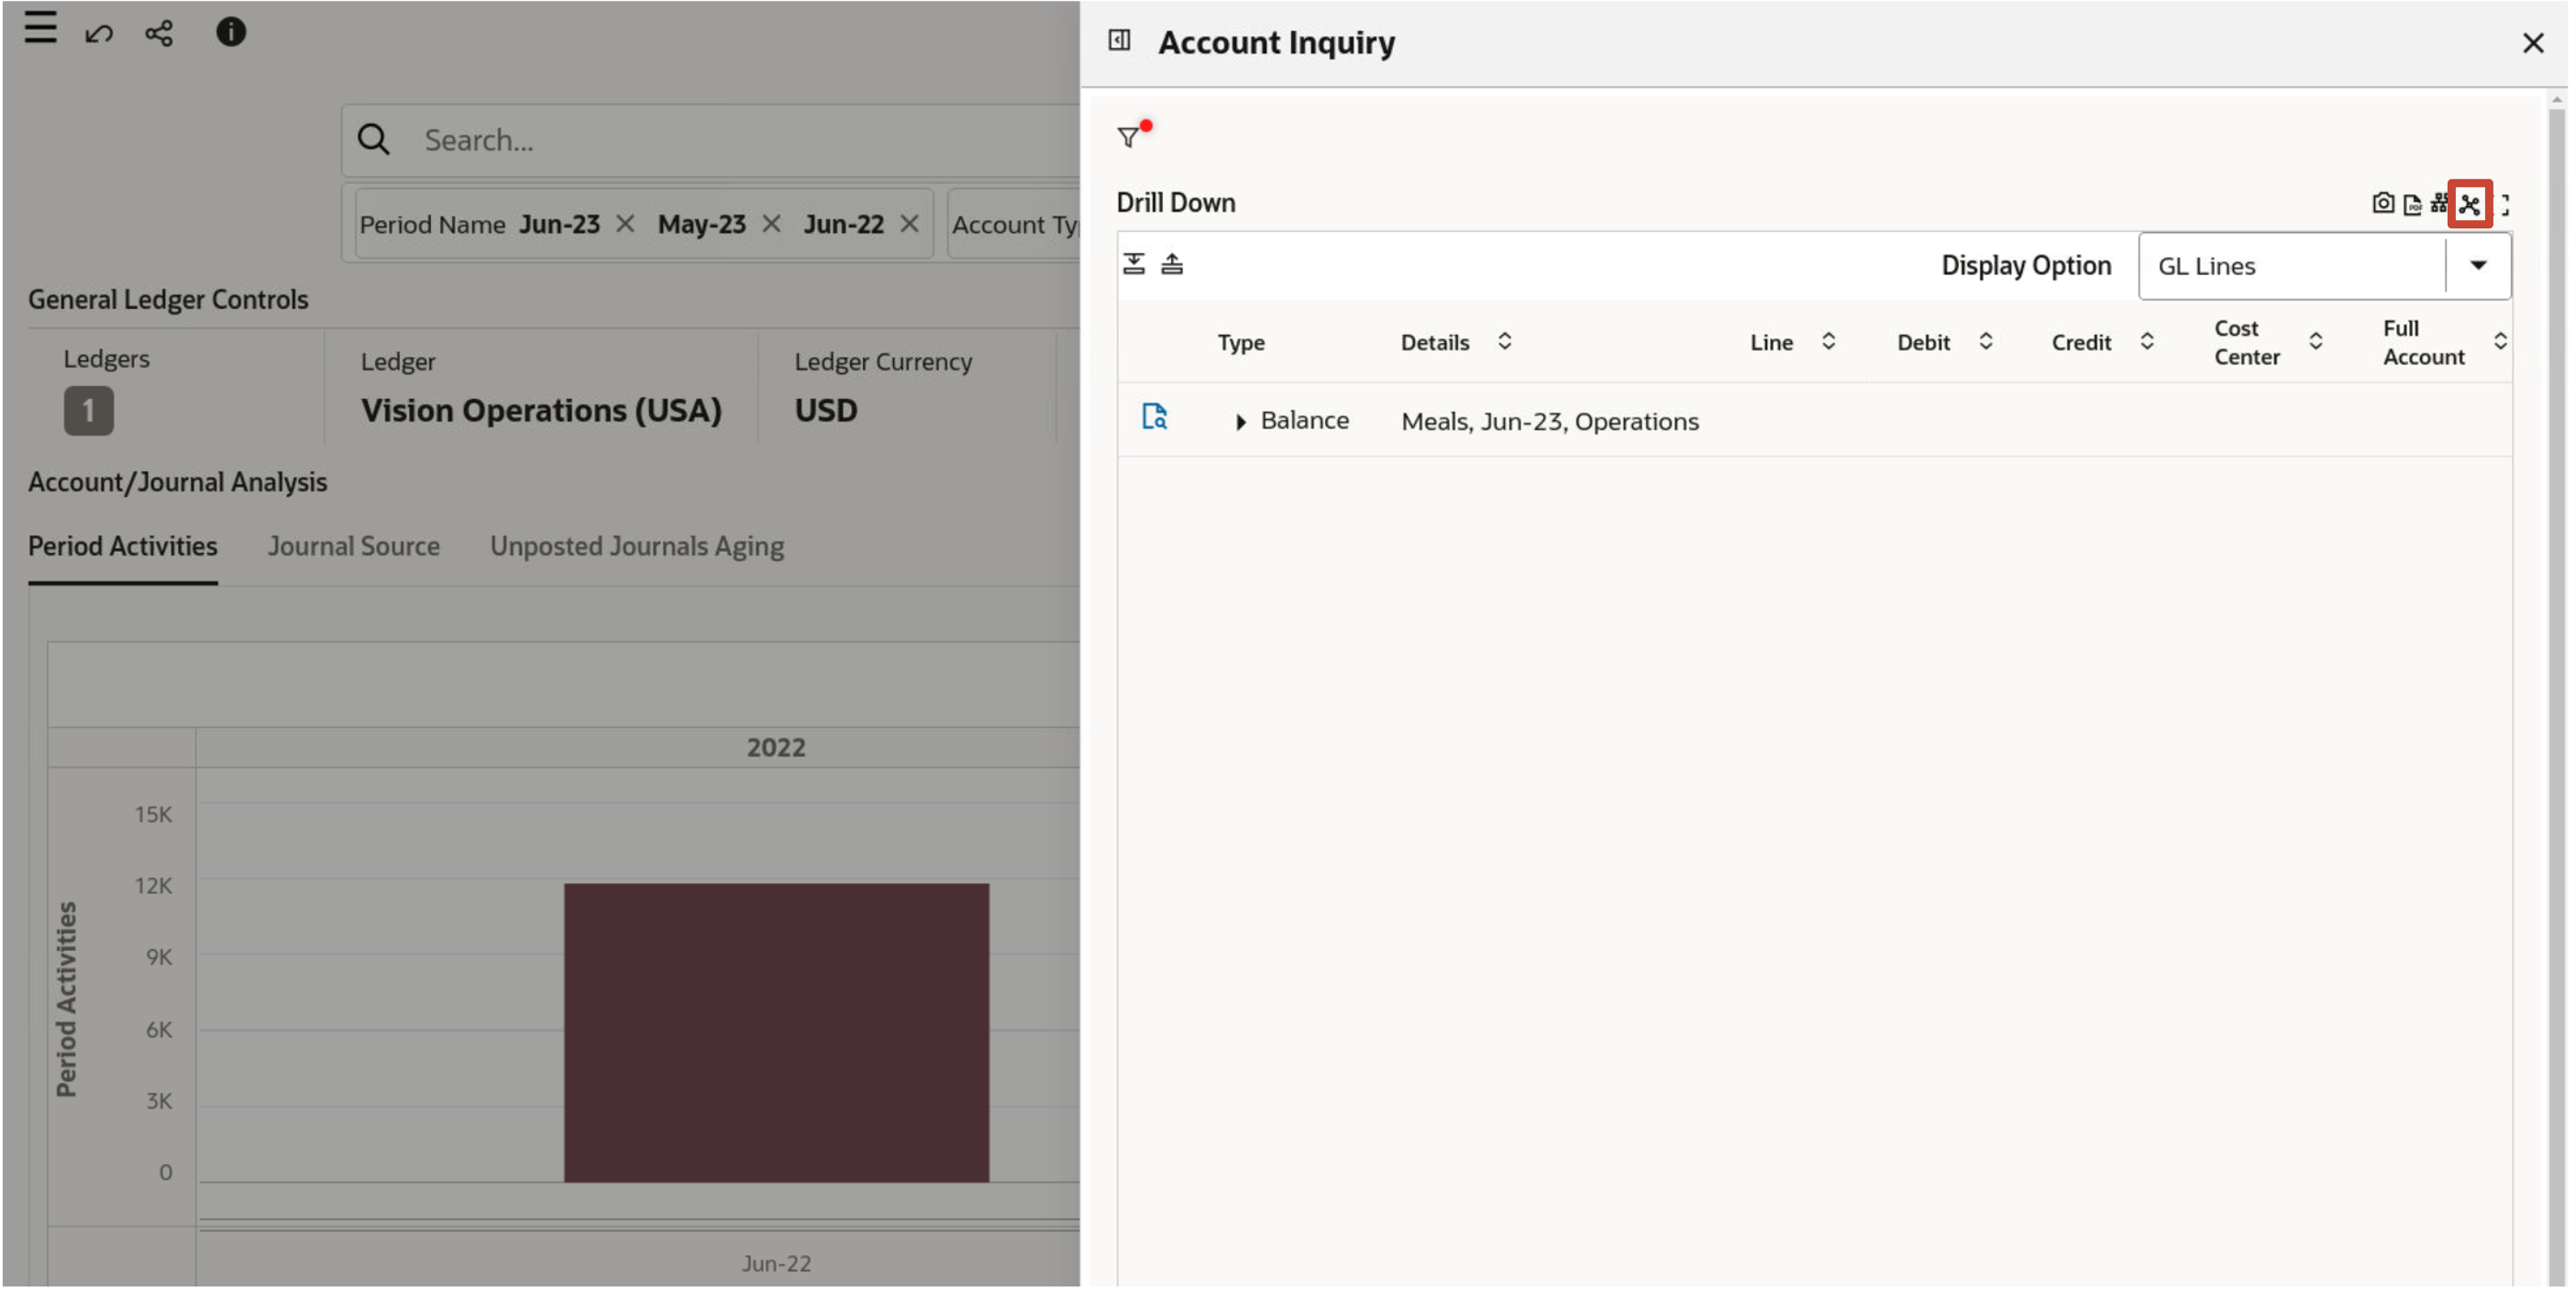 Account Inquiry
Search...
Period Name Jun-23 May-23 Jun-22
Account Ty
General Ledger Controls
Ledgers
1
Ledger
Vision Operations (USA)
Ledger Currency
USD
Account/Journal Analysis
Period Activities
Journal Source
Unposted Journals Aging
2022
Period Activities
15K
12K
9K
6K
3K
0
Jun-22
Drill Down
PDF
Display Option
GL Lines
Type
Details
Line
Debit
Credit
Cost
Center
Full
Account
Balance
Meals, Jun-23, Operations